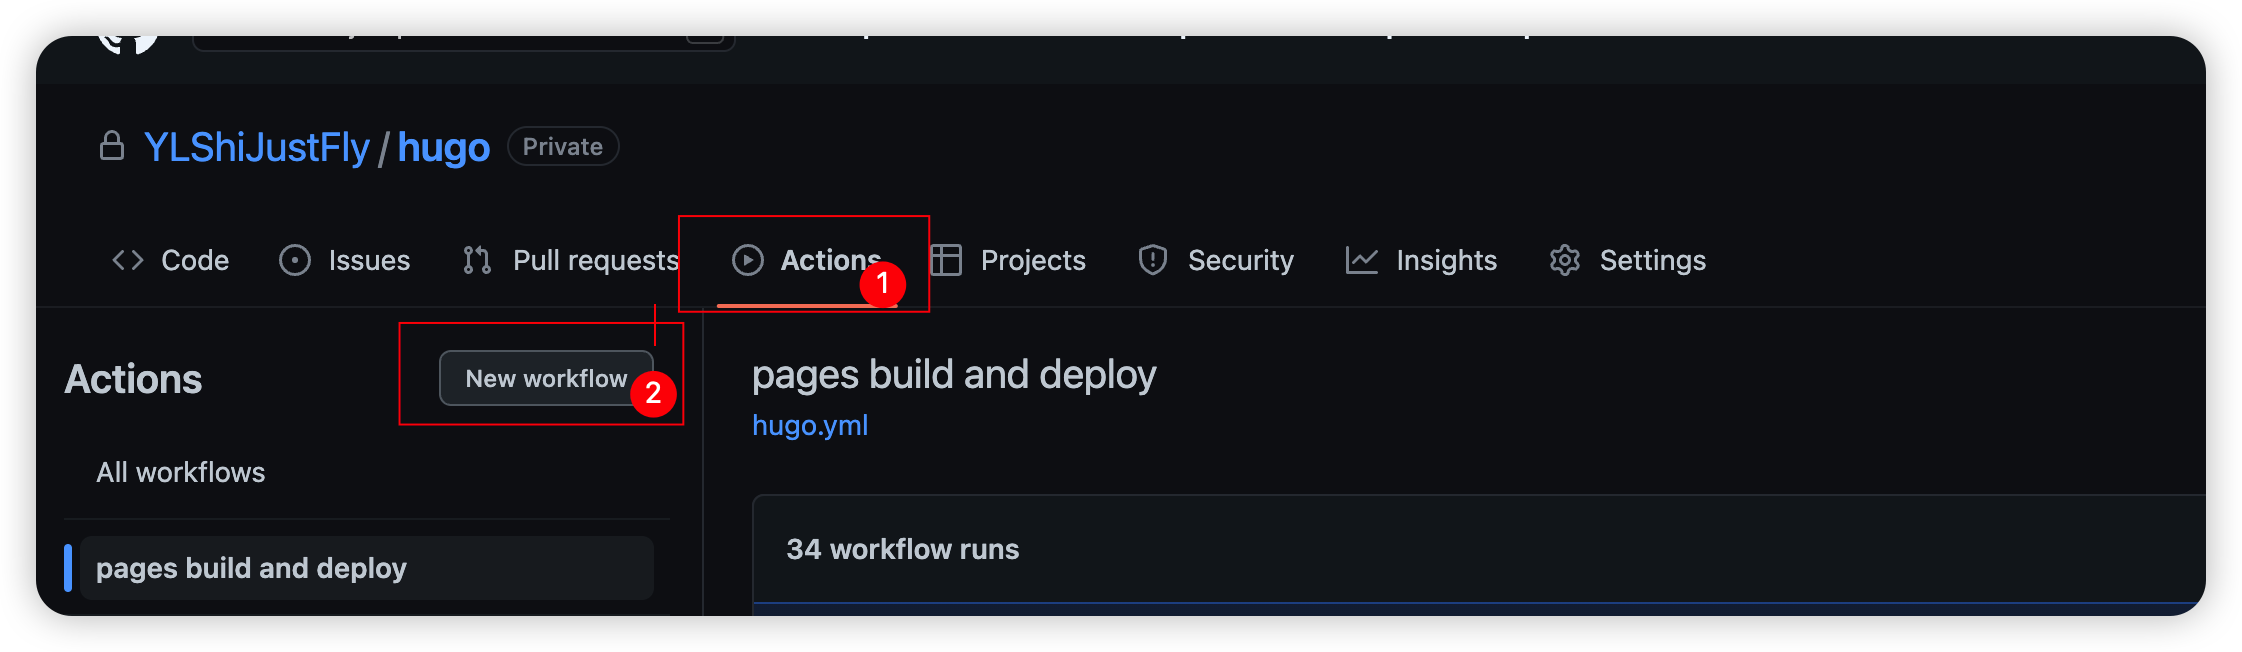 YLShiJustFly / hugo Private
Code Issues Pull requests Actions Projects Security Insights Settings
1
Actions New workflow
2
pages build and deploy
hugo.yml
All workflows
pages build and deploy
34 workflow runs